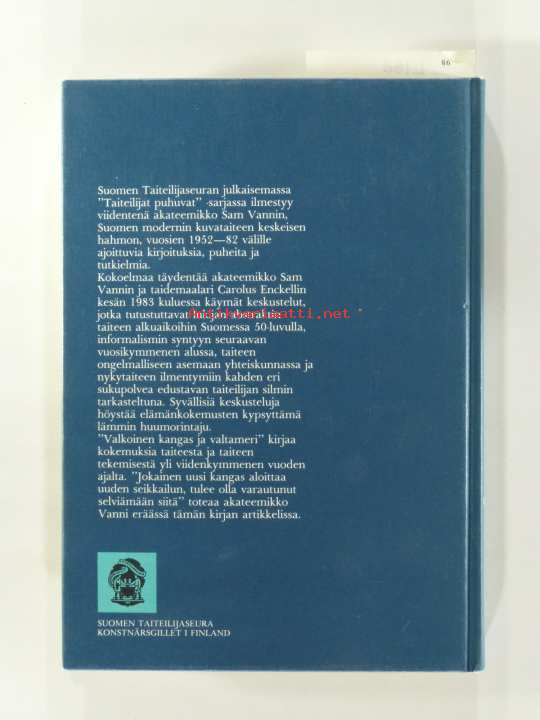 86
Suomen Taiteilijaseuran julkaisemassa
"Taiteilijat puhuvat" -sarjassa ilmestyy
viidentenä akateemikko Sam Vannin,
Suomen modernin kuvataiteen keskeisen
hahmon, vuosien 1952—82 välille
ajoittuvia kirjoituksia, puheita ja
tutkielmia.
Kokoelmaa täydentää akateemikko Sam
Vannin ja taidemaalari Carolus Enckellin
kesän 1983 kuluessa käymät keskustelut,
jotka tutustuttavat lukijan abstraktin
Antikvariaatti.net
taiteen alkuaikoihin Suomessa 50-luvulla,
informalismin syntyyn seuraavan
vuosikymmenen alussa, taiteen
ongelmalliseen asemaan yhteiskunnassa ja
nykytaiteen ilmentymiin kahden eri
sukupolvea edustavan taiteilijan silmin
tarkasteltuna. Syvällisiä keskusteluja
höystää elämänkokemusten kypsyttämä
lämmin huumorintaju.
"Valkoinen kangas ja valtameri" kirjaa
kokemuksia taiteesta ja taiteen
tekemisestä yli viidenkymmenen vuoden
ajalta. "Jokainen uusi kangas aloittaa
uuden seikkailun, tulee olla varautunut
selviämään siitä" toteaa akateemikko
Vanni eräässä tämän kirjan artikkelissa.
SUOMEN TAITEILIJASEURA
KONSTNÄRSGILLET I FINLAND